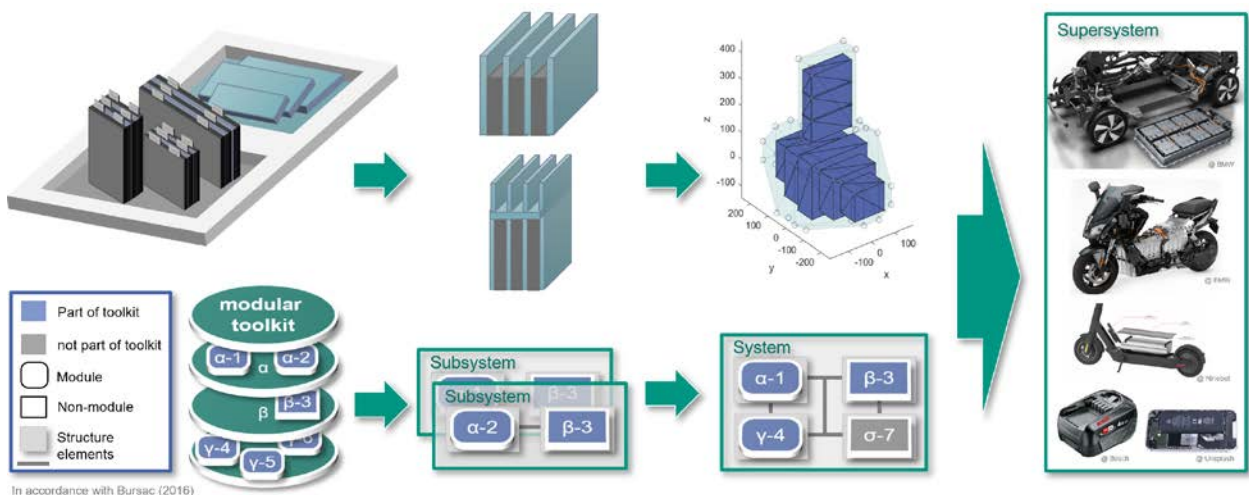 Supersystem
@ BMW
400
300
200
100
0
-100
z
200
100
0
-100
-200
y
-100
0
100
x
Part of toolkit
not part of toolkit
Module
Non-module
Structure
elements
In accordance with Bursac (2016)
modular
toolkit
α-1
α-2
α
β
β-3
γ-4
γ-5
Subsystem
Subsystem
β-3
α-2
β-3
System
α-1
β-3
γ-4
σ-7
@ BMW
@ Ninebot
@ Bosch
@ Unsplash